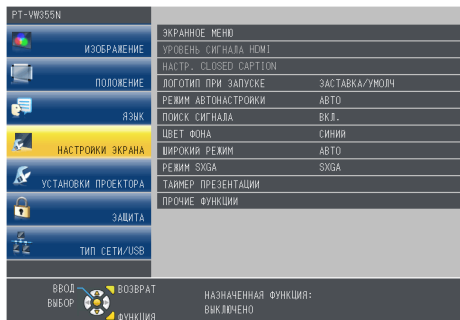 PT-VW355N
ИЗОБРАЖЕНИЕ
ПОЛОЖЕНИЕ
ЯЗЫК
НАСТРОЙКИ ЭКРАНА
УСТАНОВКИ ПРОЕКТОРА
ЗАЩИТА
ТИП СЕТИ/USB
ЭКРАННОЕ МЕНЮ
УРОВЕНЬ СИГНАЛА HDMI
НАСТР. CLOSED CAPTION
ЛОГОТИП ПРИ ЗАПУСКЕ ЗАСТАВКА/УМОЛЧ
РЕЖИМ АВТОНАСТРОЙКИ АВТО
ПОИСК СИГНАЛА ВКЛ.
ЦВЕТ ФОНА СИНИЙ
ШИРОКИЙ РЕЖИМ АВТО
РЕЖИМ SXGA SXGA
ТАЙМЕР ПРЕЗЕНТАЦИИ
ПРОЧИЕ ФУНКЦИИ
ВВОД ВОЗВРАТ
ВЫБОР
ФУНКЦИЯ
НАЗНАЧЕННАЯ ФУНКЦИЯ:
ВЫКЛЮЧЕНО